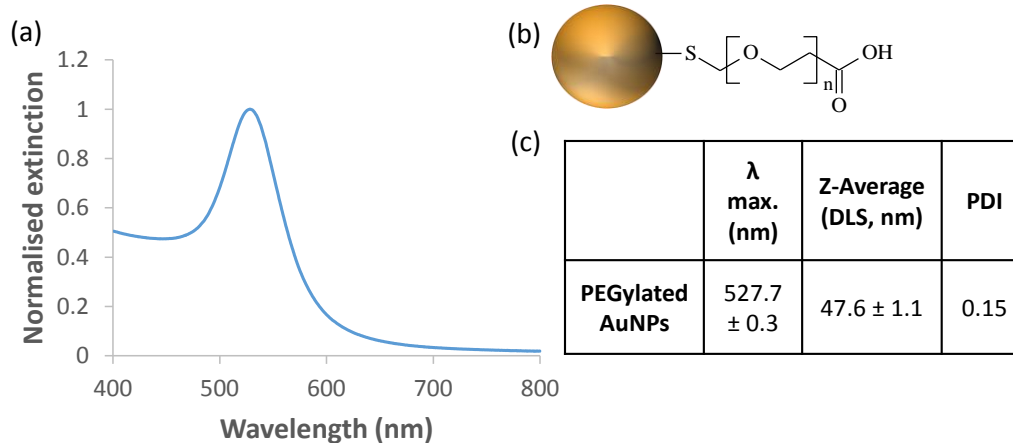 (a)
Normalised extinction
1.2
1
0.8
0.6
0.4
0.2
0
400
500
600
700
800
Wavelength (nm)
(b)
S
O
n
OH
O
(c)
λ
max.
(nm)
Z-Average
(DLS, nm)
PDI
PEGylated
AuNPs
527.7
± 0.3
47.6 ± 1.1
0.15